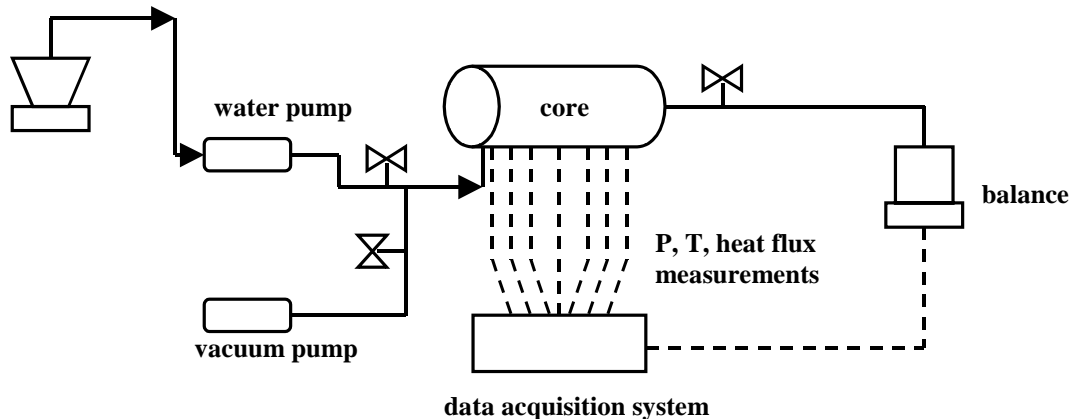 water pump
core
balance
P, T, heat flux
measurements
vacuum pump
data acquisition system